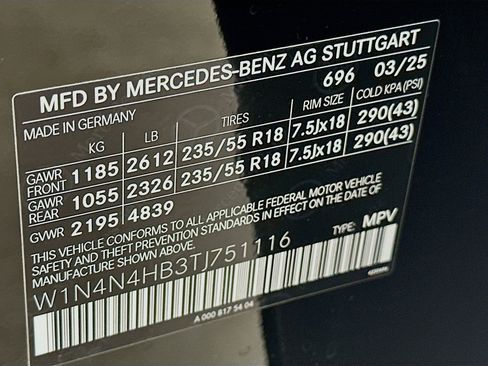 MFD BY MERCEDES-BENZ AG STUTTGART
696 03/25
MADE IN GERMANY
KG LB TIRES RIM SIZE COLD KPA (PSI)
GAWR FRONT 1185 2612 235/55 R18 7.5Jx18 290(43)
GAWR REAR 1055 2326 235/55 R18 7.5Jx18 290(43)
GVWR 2195 4839
THIS VEHICLE CONFORMS TO ALL APPLICABLE FEDERAL MOTOR VEHICLE
SAFETY AND THEFT PREVENTION STANDARDS IN EFFECT ON THE DATE OF
MANUFACTURE SHOWN ABOVE.
TYPE: MPV
W1N4N4HB3TJ751116
A 000 817 54 04